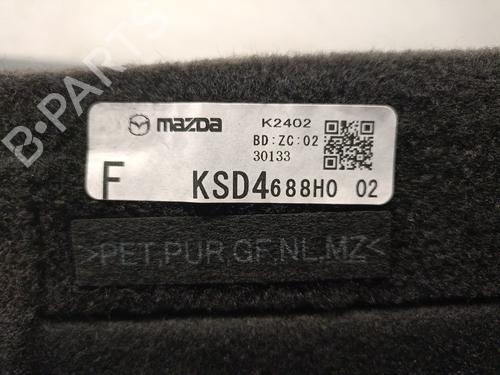 mazda K2402
BD:ZC:02
30133
F KSD4688H0 02
>PET,PUR,GF,NL,MZ<
B-PARTS